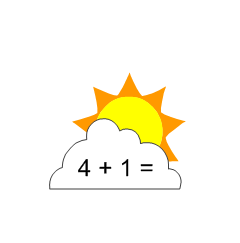 4 + 1 =